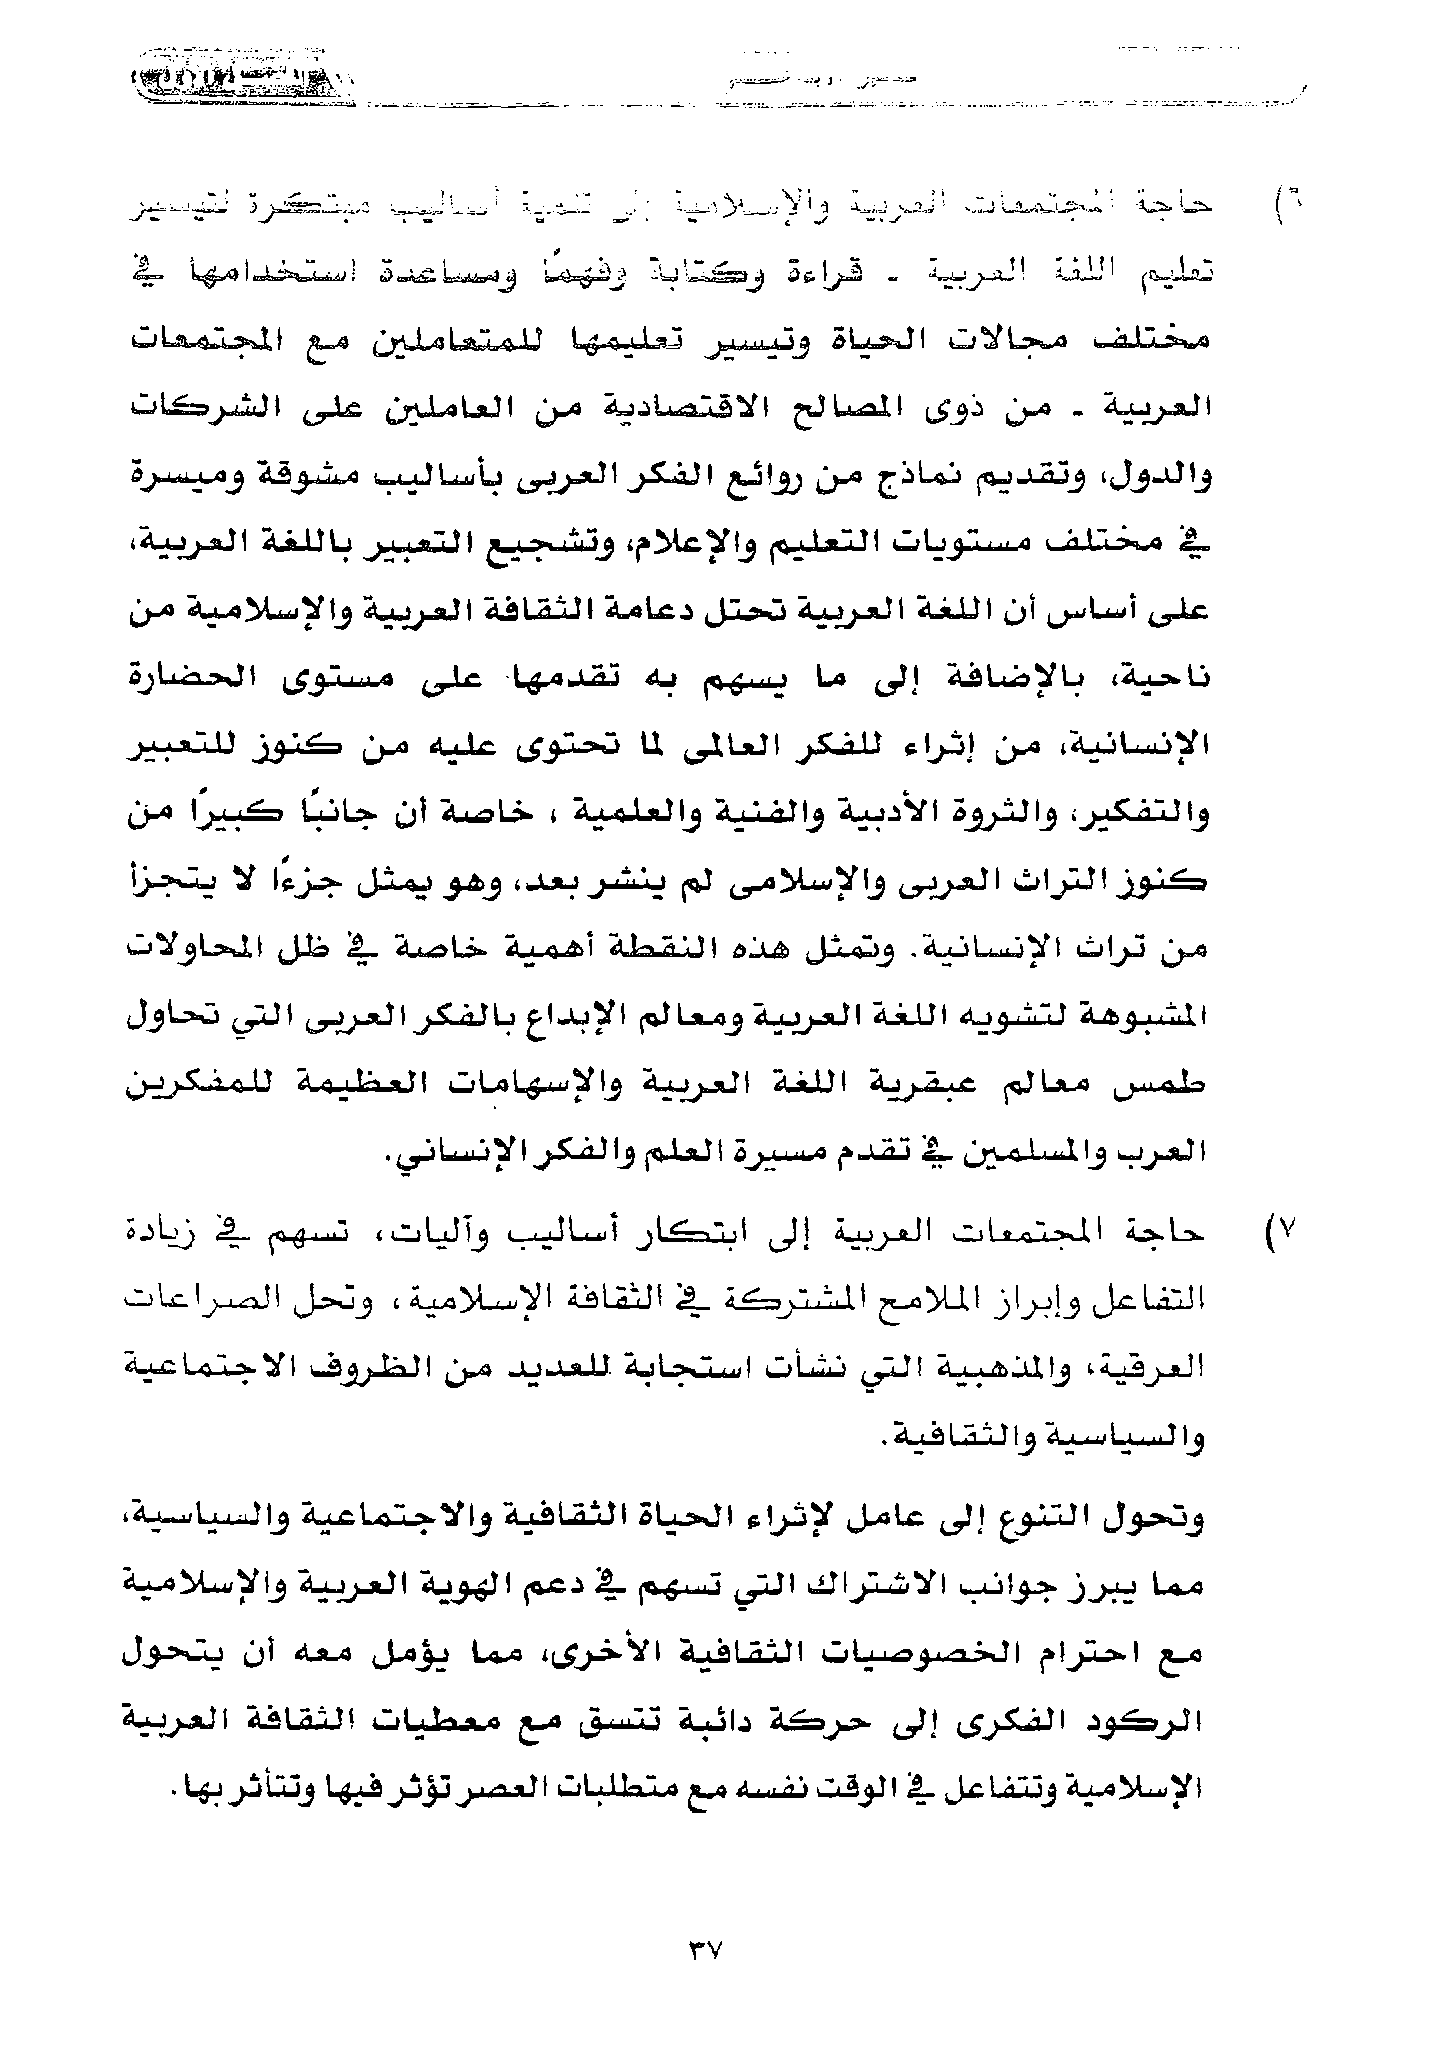 ٦) حاجة المجتمعات العربية والإسلامية إلى تنمية أساليب مبتكرة لتيسير
تعليم اللغة العربية - قراءة وكتابة وفهمًا ومساعدة استخدامها في
مختلف مجالات الحياة وتيسير تعليمها للمتعاملين مع المجتمعات
العربية - من ذوى المصالح الاقتصادية من العاملين على الشركات
والدول، وتقديم نماذج من روائع الفكر العربى بأساليب مشوقة وميسرة
في مختلف مستويات التعليم والإعلام، وتشجيع التعبير باللغة العربية،
على أساس أن اللغة العربية تحتل دعامة الثقافة العربية والإسلامية من
ناحية، بالإضافة إلى ما يسهم به تقدمها على مستوى الحضارة
الإنسانية، من إثراء للفكر العالمى لما تحتوى عليه من كنوز للتعبير
والتفكير، والثروة الأدبية والفنية والعلمية ، خاصة أن جانبًا كبيرًا من
كنوز التراث العربى والإسلامى لم ينشر بعد، وهو يمثل جزءًا لا يتجزأ
من تراث الإنسانية. وتمثل هذه النقطة أهمية خاصة في ظل المحاولات
المشبوهة لتشويه اللغة العربية ومعالم الإبداع بالفكر العربى التي تحاول
طمس معالم عبقرية اللغة العربية والإسهامات العظيمة للمفكرين
العرب والمسلمين في تقدم مسيرة العلم والفكر الإنساني.
٧) حاجة المجتمعات العربية إلى ابتكار أساليب وآليات، تسهم في زيادة
التفاعل وإبراز الملامح المشتركة في الثقافة الإسلامية، وتحل الصراعات
العرقية، والمذهبية التي نشأت استجابة للعديد من الظروف الاجتماعية
والسياسية والثقافية.
وتحول التنوع إلى عامل لإثراء الحياة الثقافية والاجتماعية والسياسية،
مما يبرز جوانب الاشتراك التي تسهم في دعم الهوية العربية والإسلامية
مع احترام الخصوصيات الثقافية الأخرى، مما يؤمل معه أن يتحول
الركود الفكرى إلى حركة دائبة تتسق مع معطيات الثقافة العربية
الإسلامية وتتفاعل في الوقت نفسه مع متطلبات العصر تؤثر فيها وتتأثر بها.
٣٧